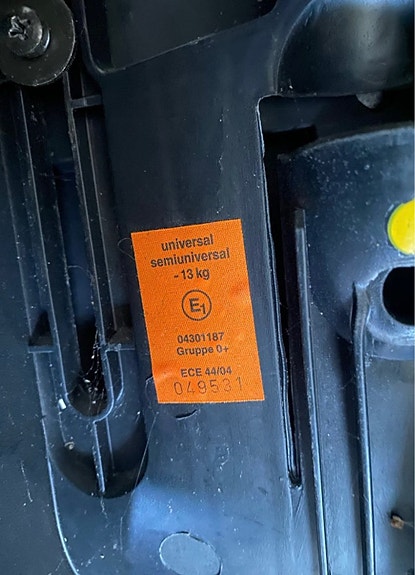 universal
semiuniversal
- 13 kg
E1
04301187
Gruppe 0+
ECE 44/04
049531